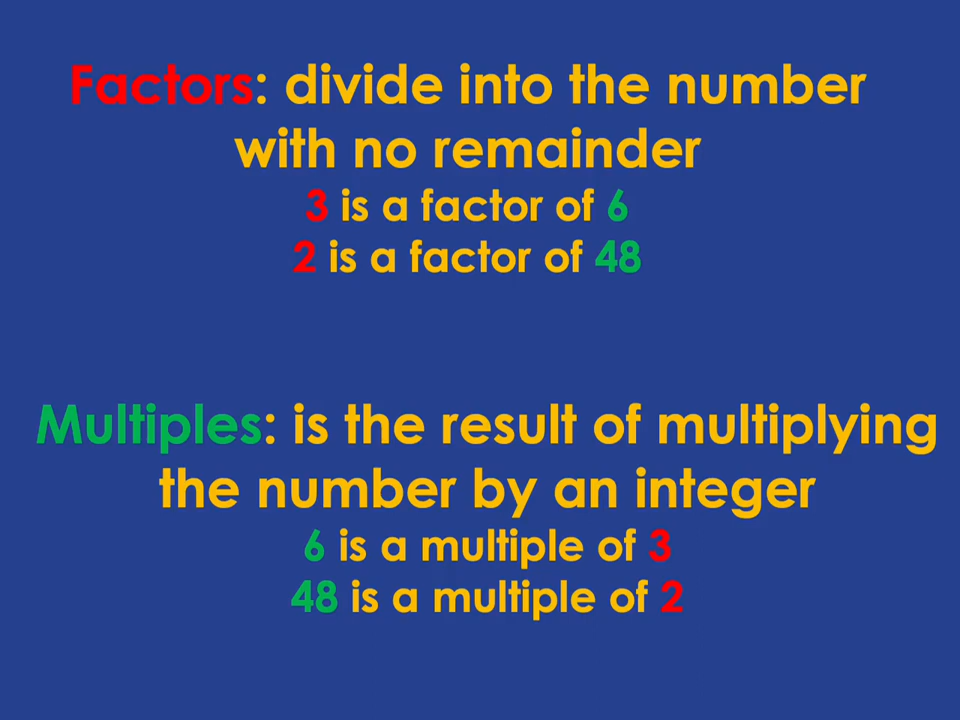 Factors: divide into the number
with no remainder
3 is a factor of 6
2 is a factor of 48
Multiples: is the result of multiplying
the number by an integer
6 is a multiple of 3
48 is a multiple of 2